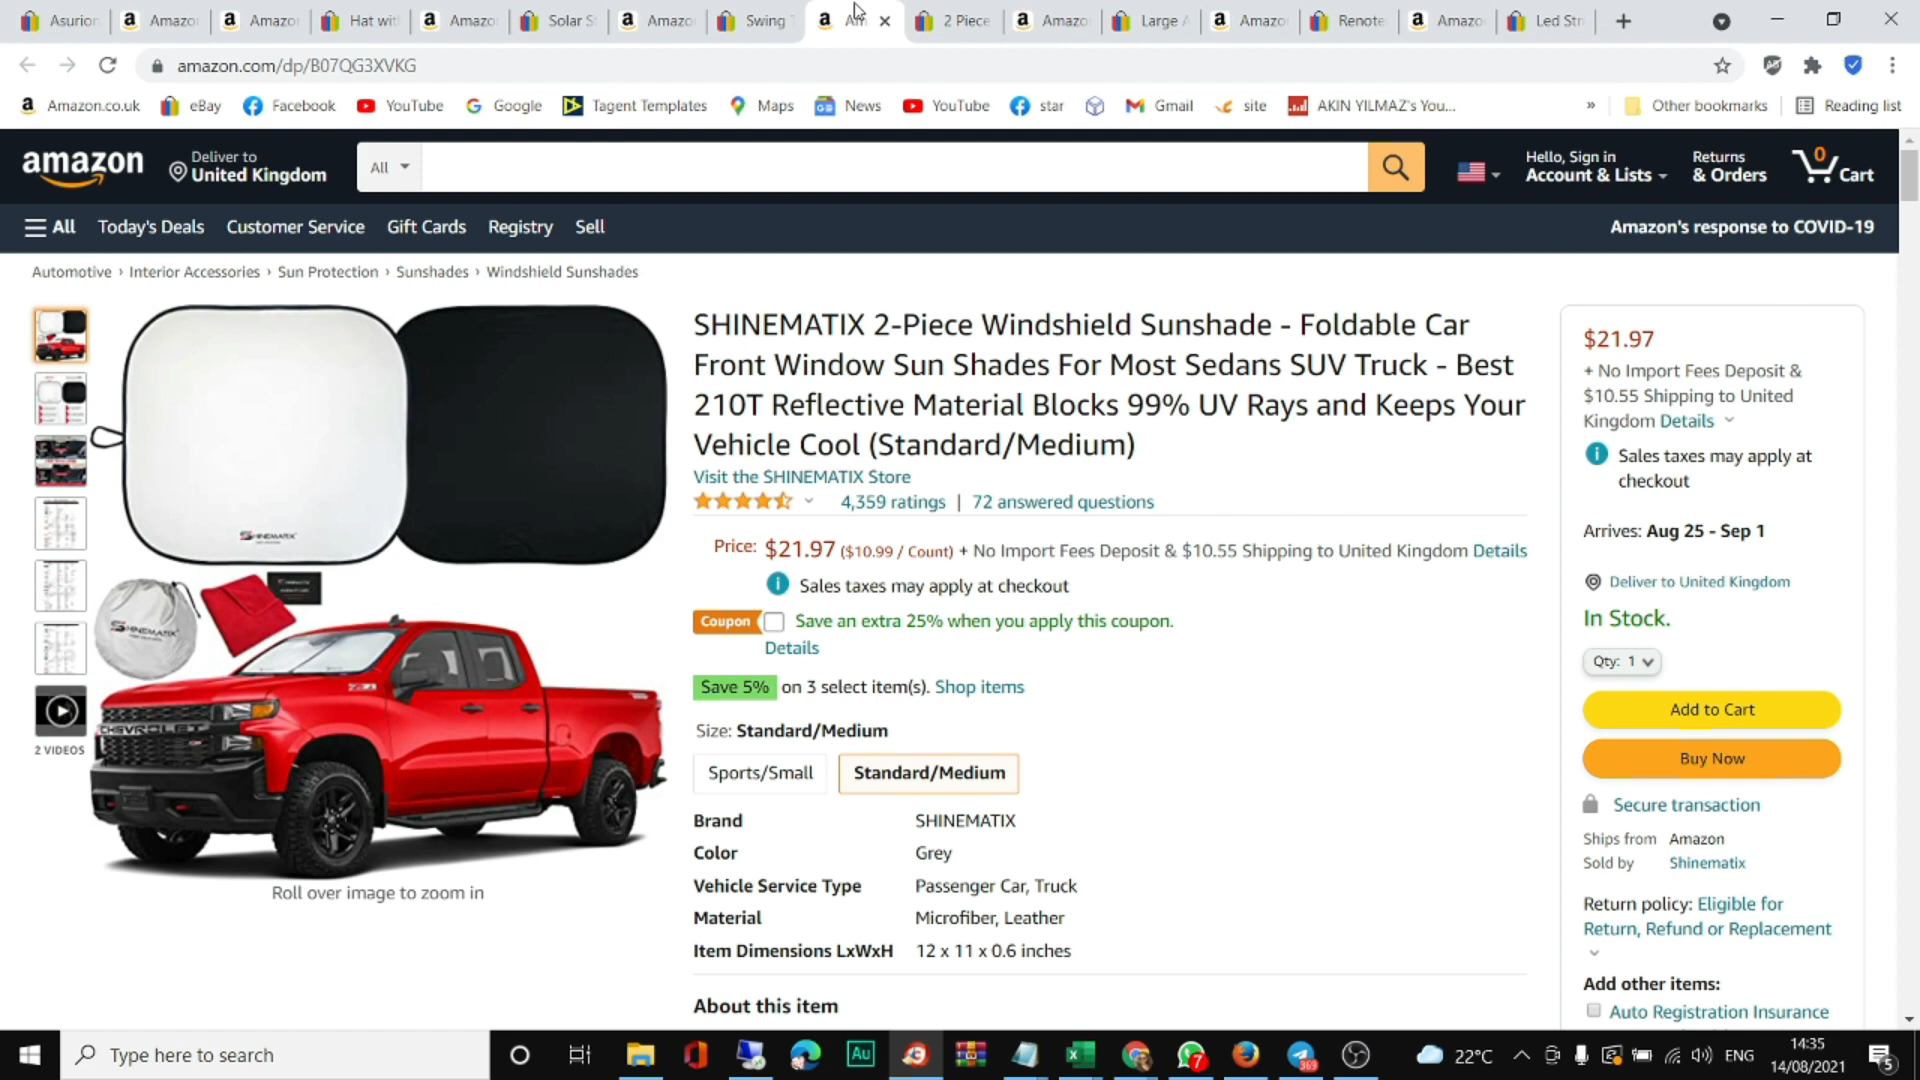 Asurion
Amazo
Amazo
Hat wit
Amazo
Solar S
Amazo
Swing T
Am
2 Piece
Amazo
Large A
Amazo
Renote
Amazo
Led Str
amazon.com/dp/B07QG3XVKG
Amazon.co.uk
eBay
Facebook
YouTube
Google
Tagent Templates
Maps
News
YouTube
star
Gmail
site
AKIN YILMAZ's You...
»
Other bookmarks
Reading list
amazon
Deliver to
United Kingdom
All
Hello, Sign in
Account & Lists
Returns
& Orders
0
Cart
All
Today's Deals
Customer Service
Gift Cards
Registry
Sell
Amazon's response to COVID-19
Automotive › Interior Accessories › Sun Protection › Sunshades › Windshield Sunshades
SHINEMATIX
SHINEMATIX
CHEVROLET
2 VIDEOS
Roll over image to zoom in
SHINEMATIX 2-Piece Windshield Sunshade - Foldable Car
Front Window Sun Shades For Most Sedans SUV Truck - Best
210T Reflective Material Blocks 99% UV Rays and Keeps Your
Vehicle Cool (Standard/Medium)
Visit the SHINEMATIX Store
4,359 ratings | 72 answered questions
Price: $21.97 ($10.99 / Count) + No Import Fees Deposit & $10.55 Shipping to United Kingdom Details
Sales taxes may apply at checkout
Coupon Save an extra 25% when you apply this coupon.
Details
Save 5% on 3 select item(s). Shop items
Size: Standard/Medium
Sports/Small
Standard/Medium
Brand SHINEMATIX
Color Grey
Vehicle Service Type Passenger Car, Truck
Material Microfiber, Leather
Item Dimensions LxWxH 12 x 11 x 0.6 inches
About this item
$21.97
+ No Import Fees Deposit &
$10.55 Shipping to United
Kingdom Details
Sales taxes may apply at
checkout
Arrives: Aug 25 - Sep 1
Deliver to United Kingdom
In Stock.
Qty: 1
Add to Cart
Buy Now
Secure transaction
Ships from Amazon
Sold by Shinematix
Return policy: Eligible for
Return, Refund or Replacement
Add other items:
Auto Registration Insurance
Type here to search
Au
7
369
22°C
ENG
14:35
14/08/2021
5